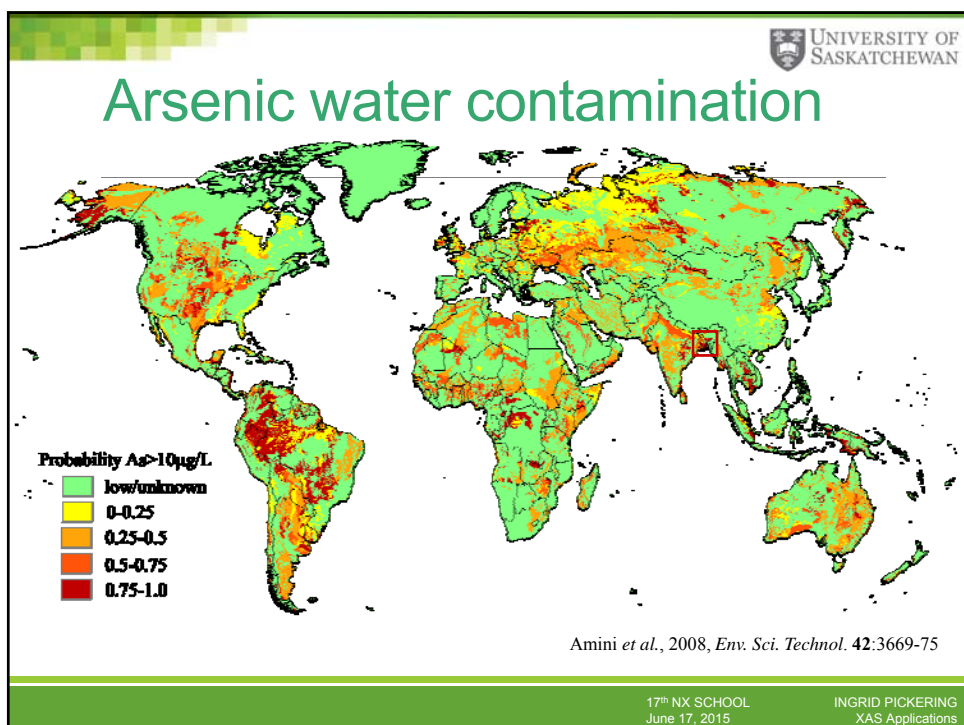 UNIVERSITY OF
SASKATCHEWAN
Arsenic water contamination
Probability As>10µg/L
low/unknown
0-0.25
0.25-0.5
0.5-0.75
0.75-1.0
Amini et al., 2008, Env. Sci. Technol. 42:3669-75
17th NX SCHOOL
June 17, 2015
INGRID PICKERING
XAS Applications